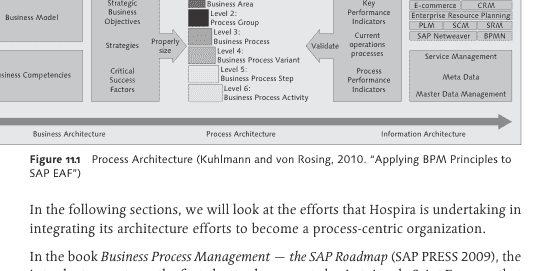 Strategic
Business
Objectives
Strategies
Critical
Success
Factors
Business Model
Business Competencies
Properly
size
Business Area
Level 2:
Process Group
Level 3:
Business Process
Level 4:
Business Process Variant
Level 5:
Business Process Step
Level 6:
Business Process Activity
Validate
Key
Performance
Indicators
Current
operations
processes
Process
Performance
Indicators
E-commerce CRM
Enterprise Resource Planning
PLM SCM SRM
SAP Netweaver BPMN
Service Management
Meta Data
Master Data Management
Business Architecture Process Architecture Information Architecture
Figure 11.1 Process Architecture (Kuhlmann and von Rosing, 2010. “Applying BPM Principles to
SAP EAF”)
In the following sections, we will look at the efforts that Hospira is undertaking in
integrating its architecture efforts to become a process-centric organization.
In the book Business Process Management — the SAP Roadmap (SAP PRESS 2009), the